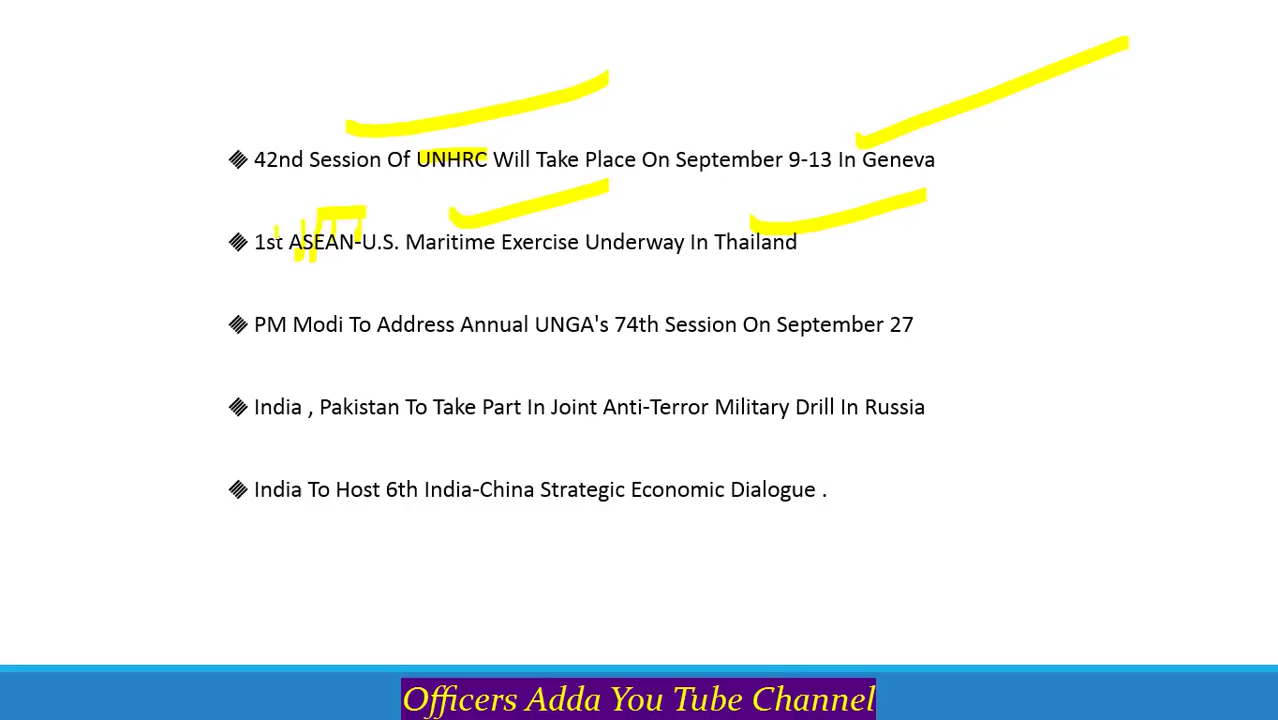 42nd Session Of UNHRC Will Take Place On September 9-13 In Geneva
1st ASEAN-U.S. Maritime Exercise Underway In Thailand
PM Modi To Address Annual UNGA's 74th Session On September 27
India , Pakistan To Take Part In Joint Anti-Terror Military Drill In Russia
India To Host 6th India-China Strategic Economic Dialogue .
Officers Adda You Tube Channel